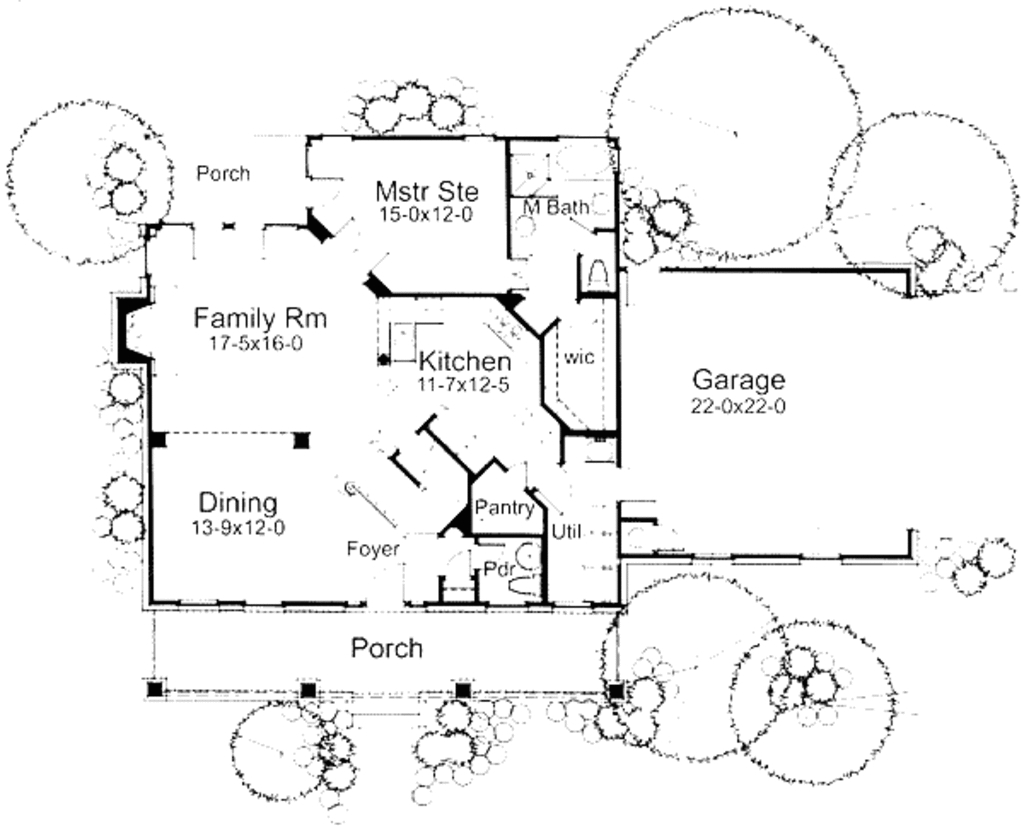 Porch
Mstr Ste
15-0x12-0
M Bath
Family Rm
17-5x16-0
Kitchen
11-7x12-5
wic
Garage
22-0x22-0
Dining
13-9x12-0
Pantry
Util
Foyer
Pdr
Porch